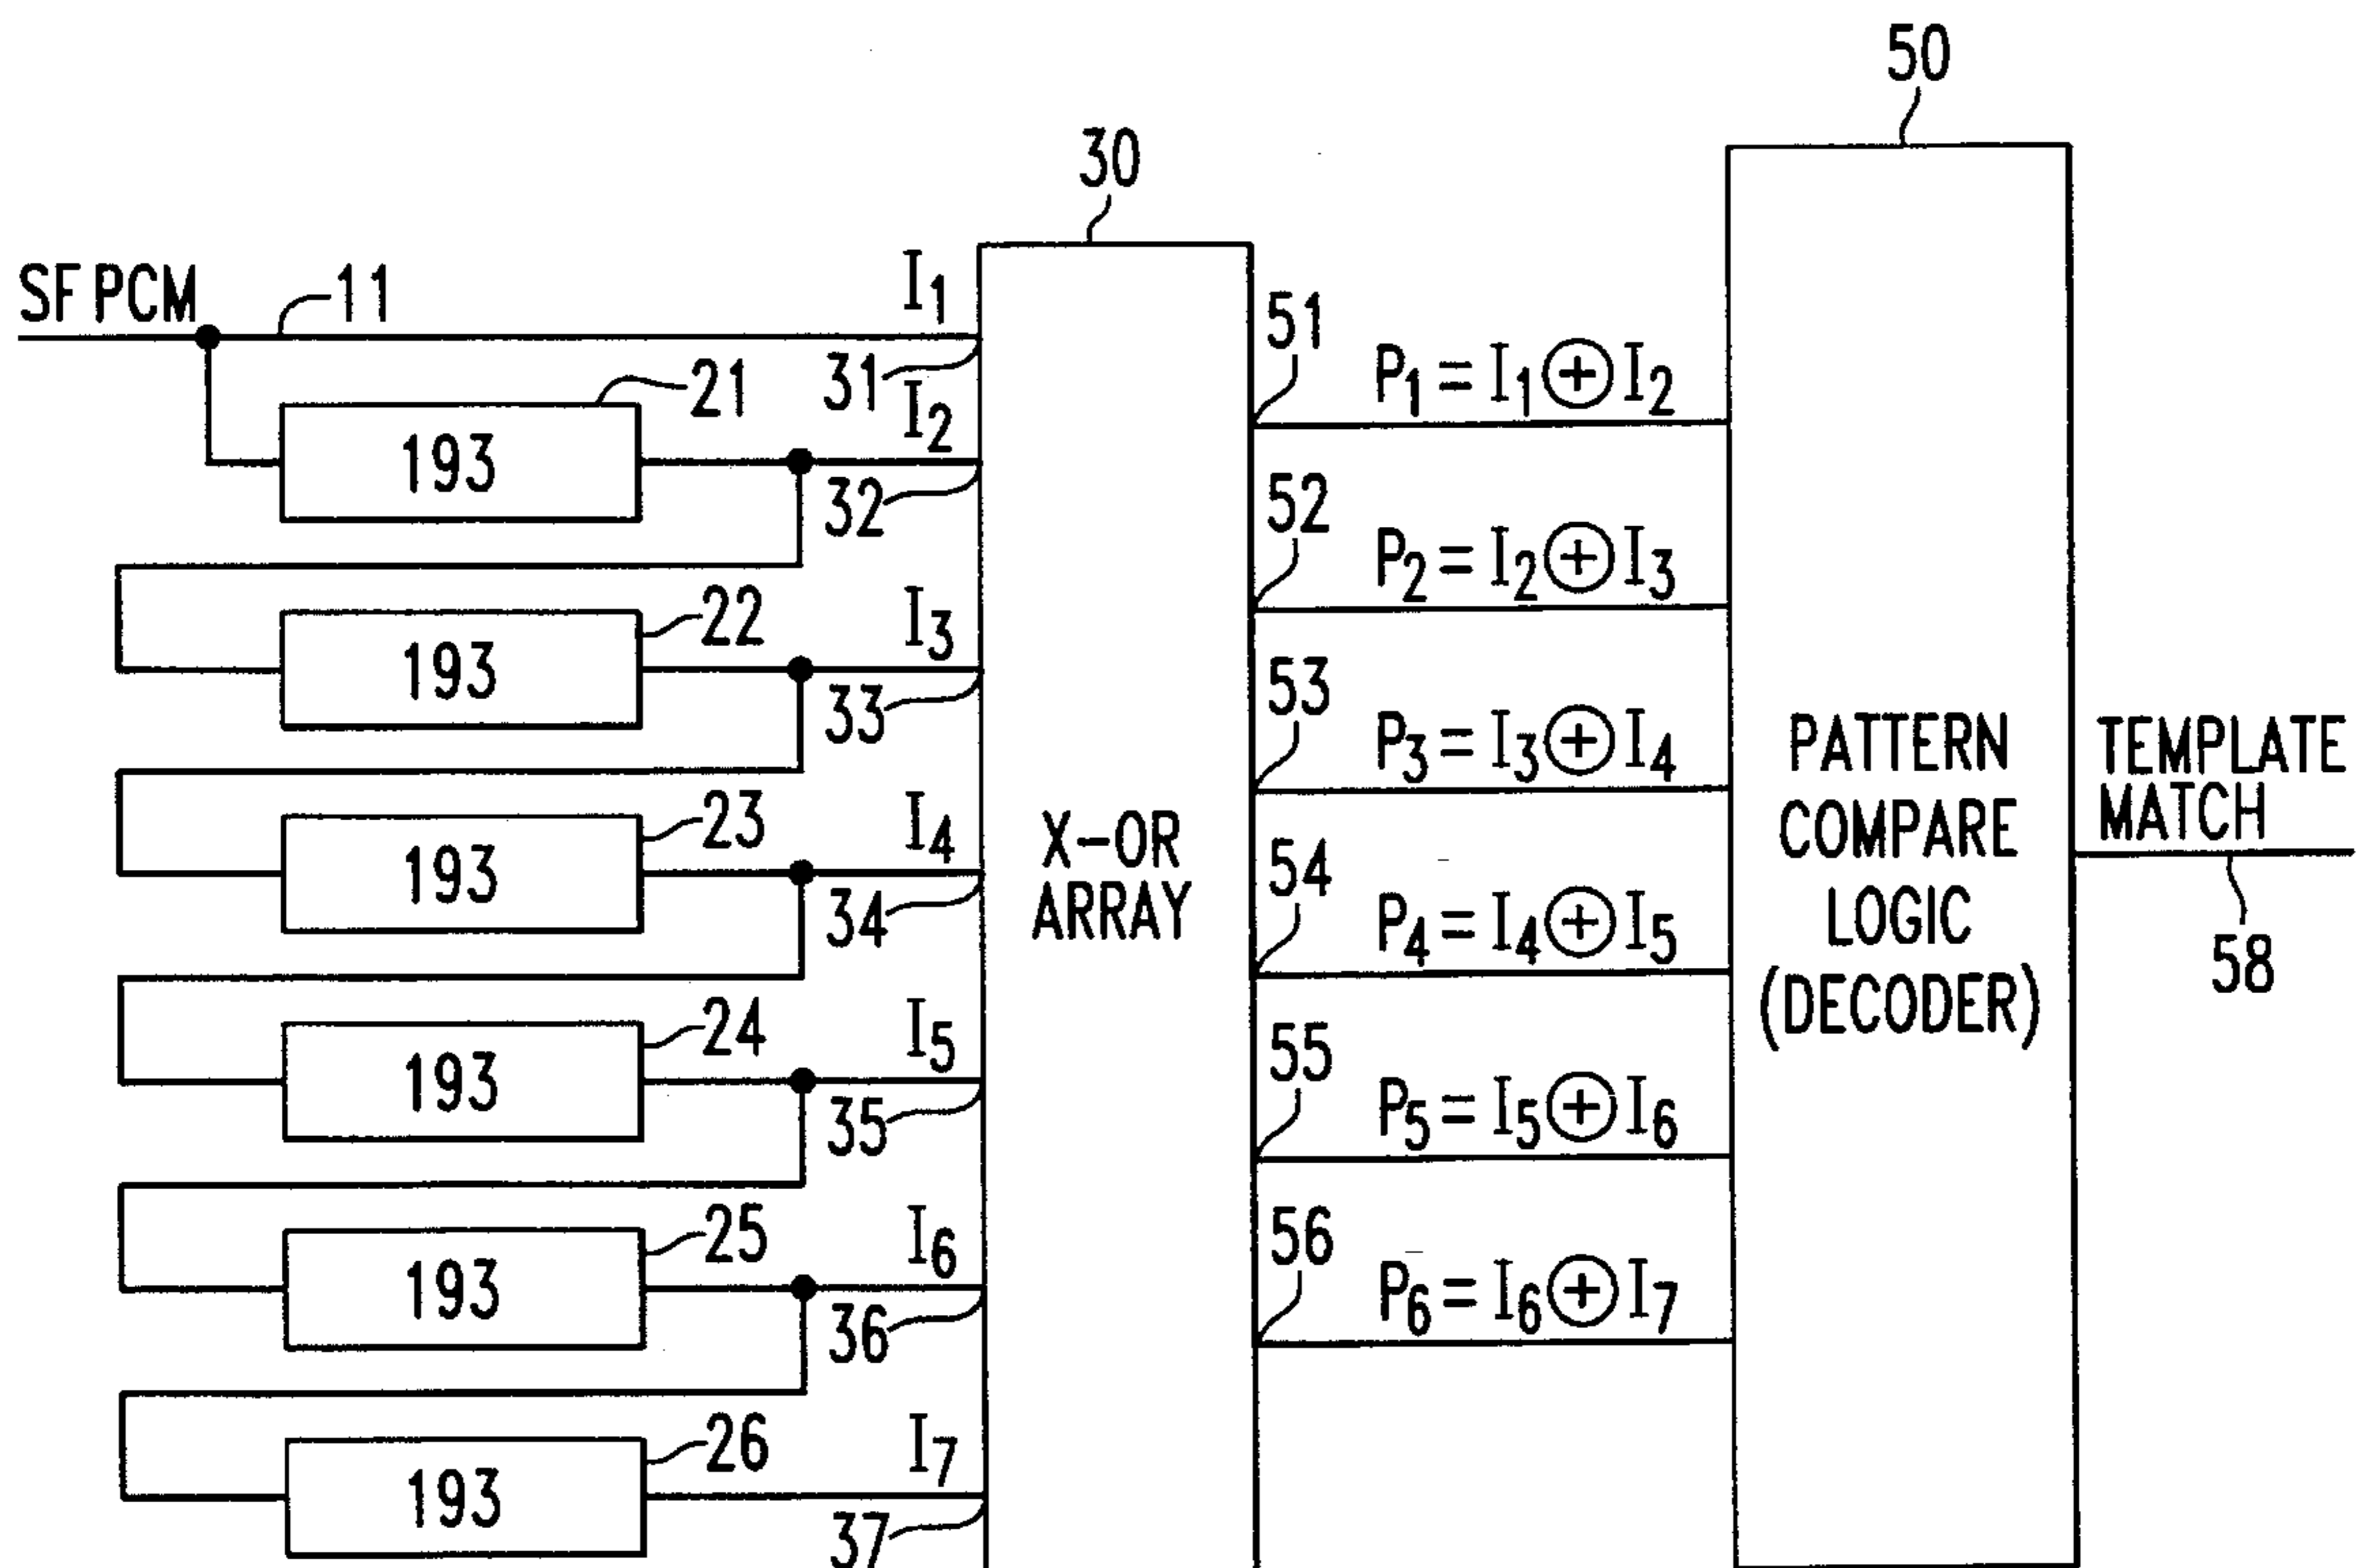 50
30
SF PCM
11
I₁
31
21
193
I₂
32
51
P₁ = I₁ ⊕ I₂
52
P₂ = I₂ ⊕ I₃
22
193
I₃
33
53
P₃ = I₃ ⊕ I₄
23
193
I₄
34
X-OR
ARRAY
54
P₄ = I₄ ⊕ I₅
PATTERN
COMPARE
LOGIC
(DECODER)
TEMPLATE
MATCH
58
24
193
I₅
35
55
P₅ = I₅ ⊕ I₆
25
193
I₆
36
56
P₆ = I₆ ⊕ I₇
26
193
I₇
37